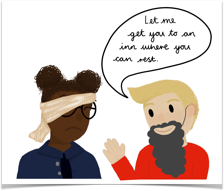 Let me
get you to an
inn where you
can rest.